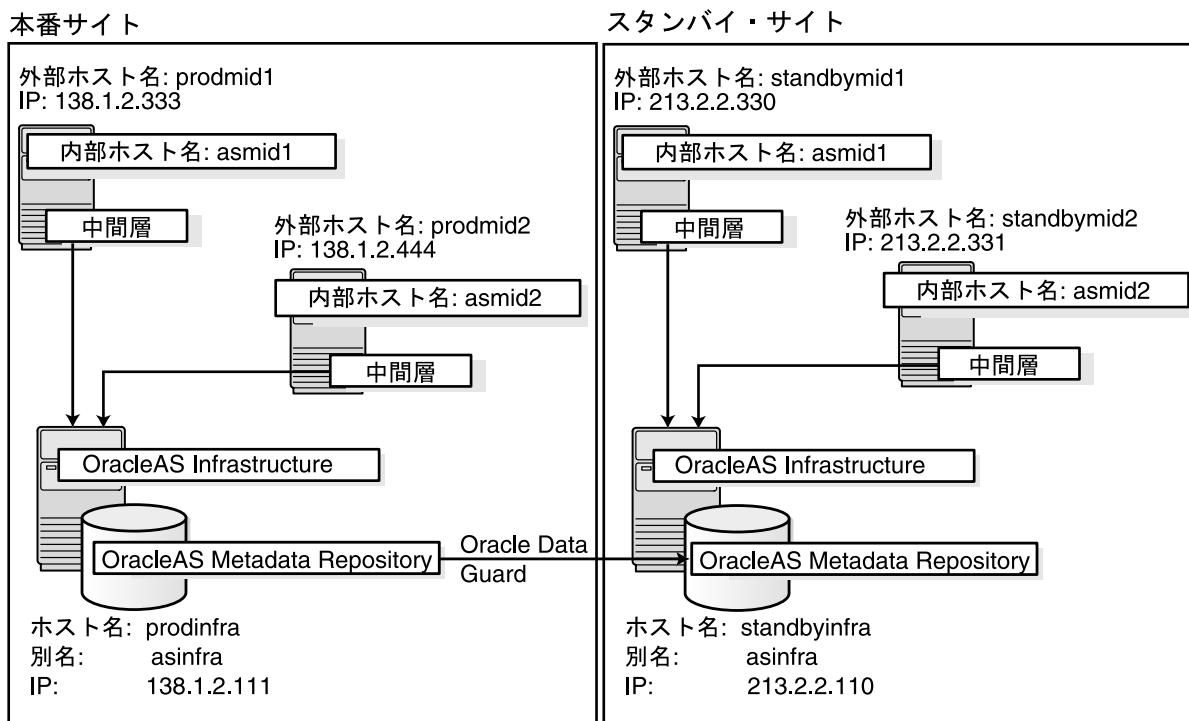 本番サイト
外部ホスト名: prodmid1
IP: 138.1.2.333
内部ホスト名: asmid1
中間層
外部ホスト名: prodmid2
IP: 138.1.2.444
内部ホスト名: asmid2
中間層
OracleAS Infrastructure
OracleAS Metadata Repository
Oracle Data
Guard
ホスト名: prodinfra
別名: asinfra
IP: 138.1.2.111
スタンバイ・サイト
外部ホスト名: standbymid1
IP: 213.2.2.330
内部ホスト名: asmid1
中間層
外部ホスト名: standbymid2
IP: 213.2.2.331
内部ホスト名: asmid2
中間層
OracleAS Infrastructure
OracleAS Metadata Repository
ホスト名: standbyinfra
別名: asinfra
IP: 213.2.2.110